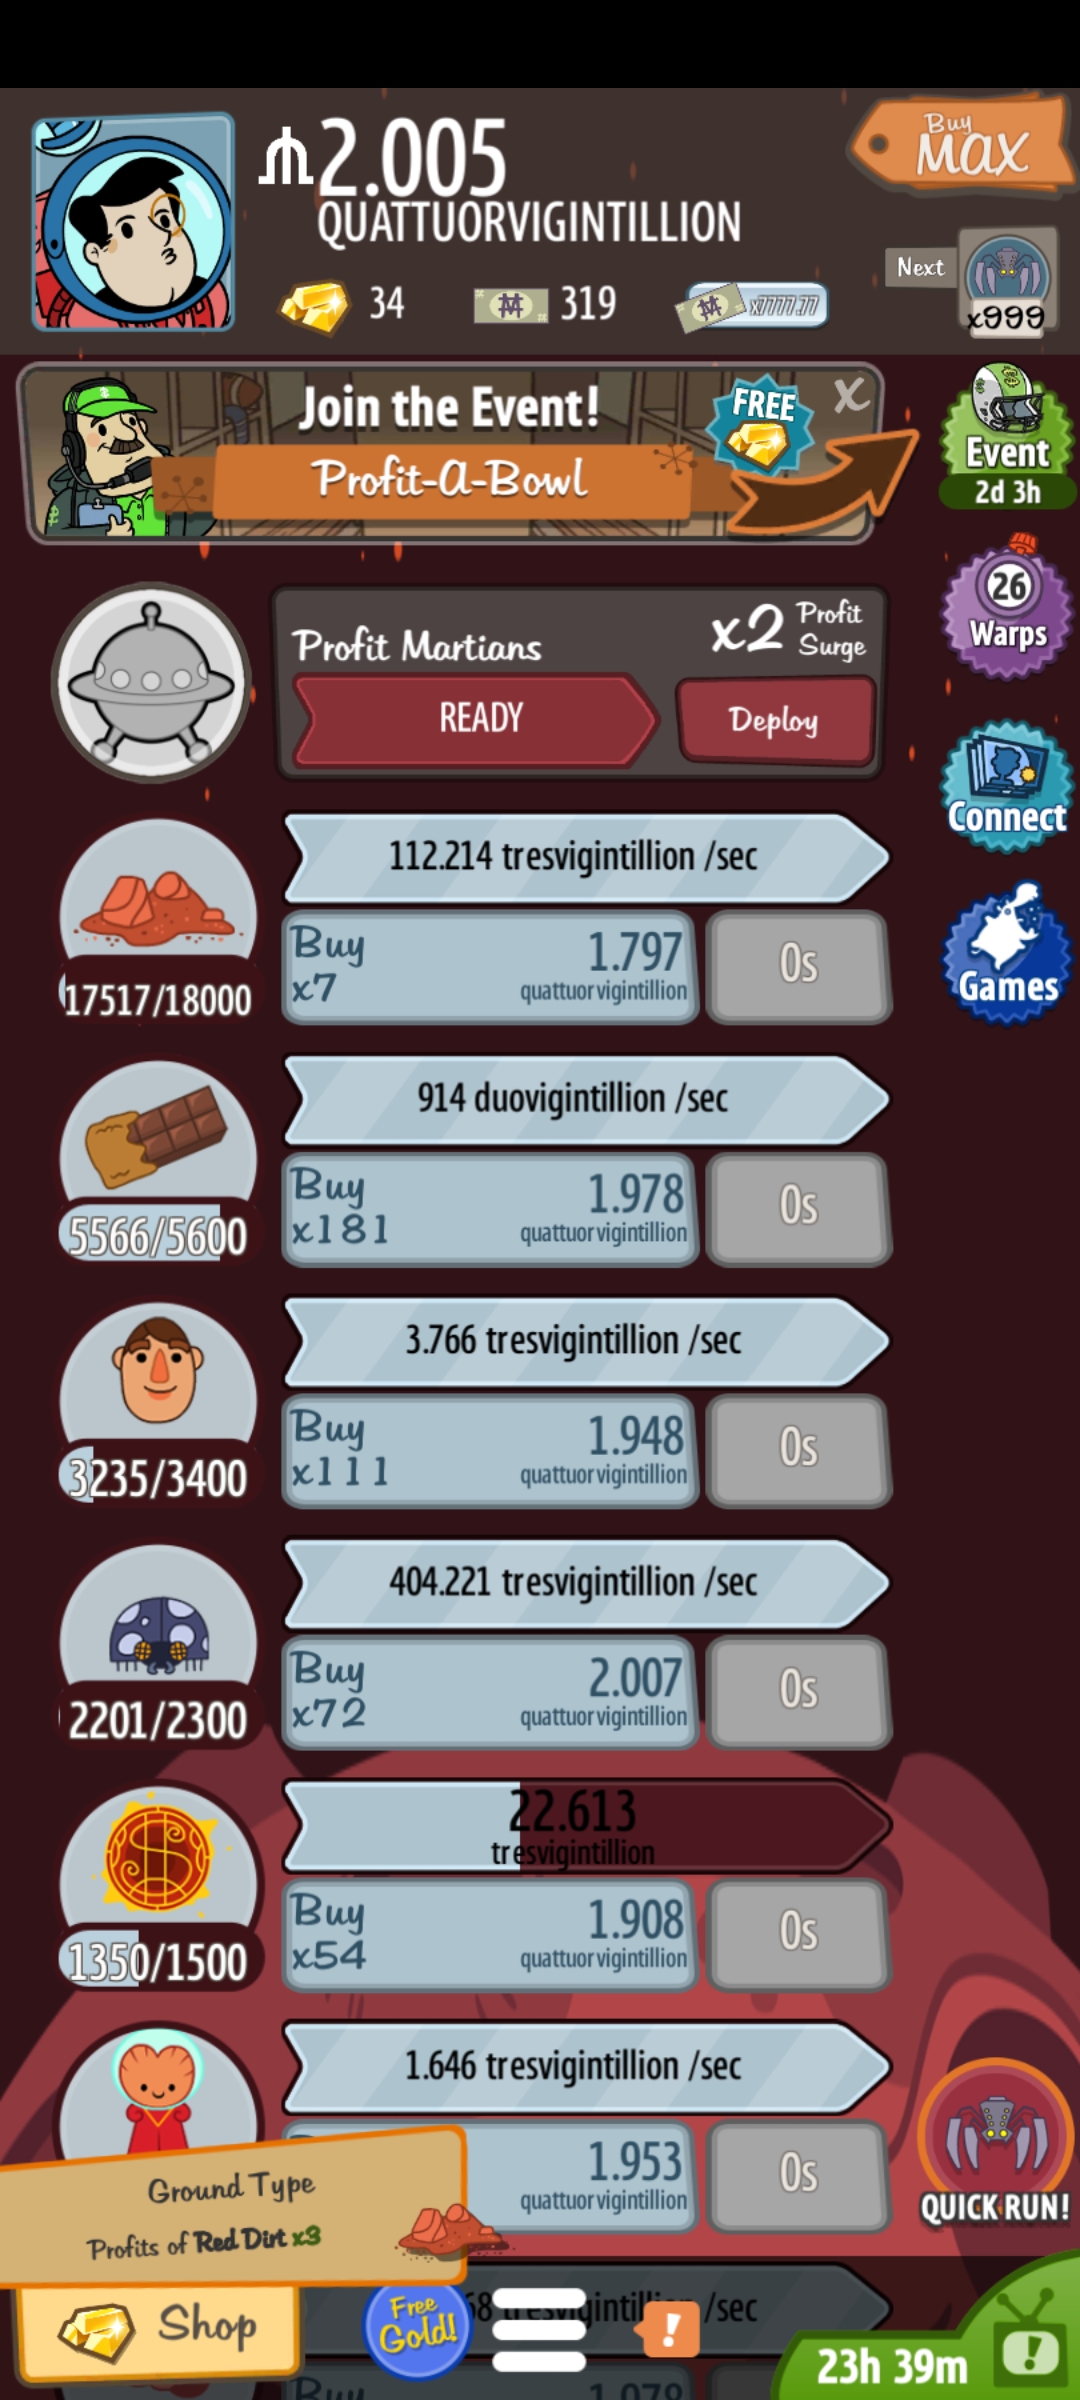 2.005
QUATTUORVIGINTILLION
Buy
MAX
34
319
x7777.77
Next
x999
Join the Event!
Profit-A-Bowl
FREE
X
Event
2d 3h
Profit Martians
x2 Profit Surge
READY
Deploy
26
Warps
Connect
Games
112.214 tresvigintillion /sec
17517/18000
Buy
x7
1.797
quattuorvigintillion
0s
914 duovigintillion /sec
5566/5600
Buy
x181
1.978
quattuorvigintillion
0s
3.766 tresvigintillion /sec
3235/3400
Buy
x111
1.948
quattuorvigintillion
0s
404.221 tresvigintillion /sec
2201/2300
Buy
x72
2.007
quattuorvigintillion
0s
22.613
tresvigintillion
1350/1500
Buy
x54
1.908
quattuorvigintillion
0s
1.646 tresvigintillion /sec
1.953
quattuorvigintillion
0s
QUICK RUN!
Ground Type
Profits of Red Dirt x3
Shop
Free
Gold!
/sec
23h 39m
Buy
1.078